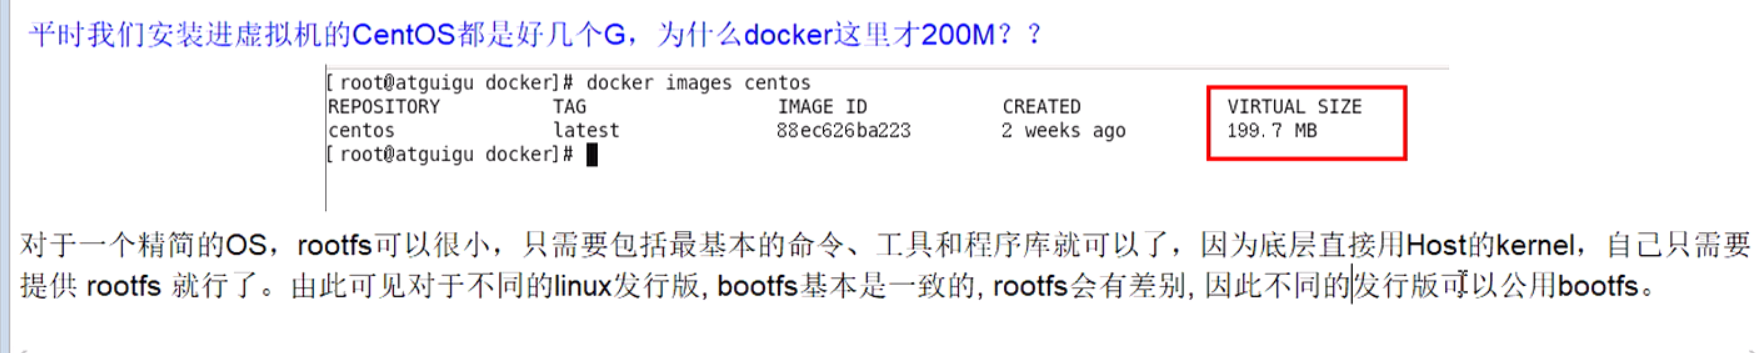 平时我们安装进虚拟机的CentOS都是好几个G，为什么docker这里才200M？？
[root@atguigu docker]# docker images centos
REPOSITORY TAG IMAGE ID CREATED VIRTUAL SIZE
centos latest 88ec626ba223 2 weeks ago 199.7 MB
[root@atguigu docker]#
对于一个精简的OS，rootfs可以很小，只需要包括最基本的命令、工具和程序库就可以了，因为底层直接用Host的kernel，自己只需要
提供 rootfs 就行了。由此可见对于不同的linux发行版, bootfs基本是一致的, rootfs会有差别, 因此不同的发行版可以公用bootfs。